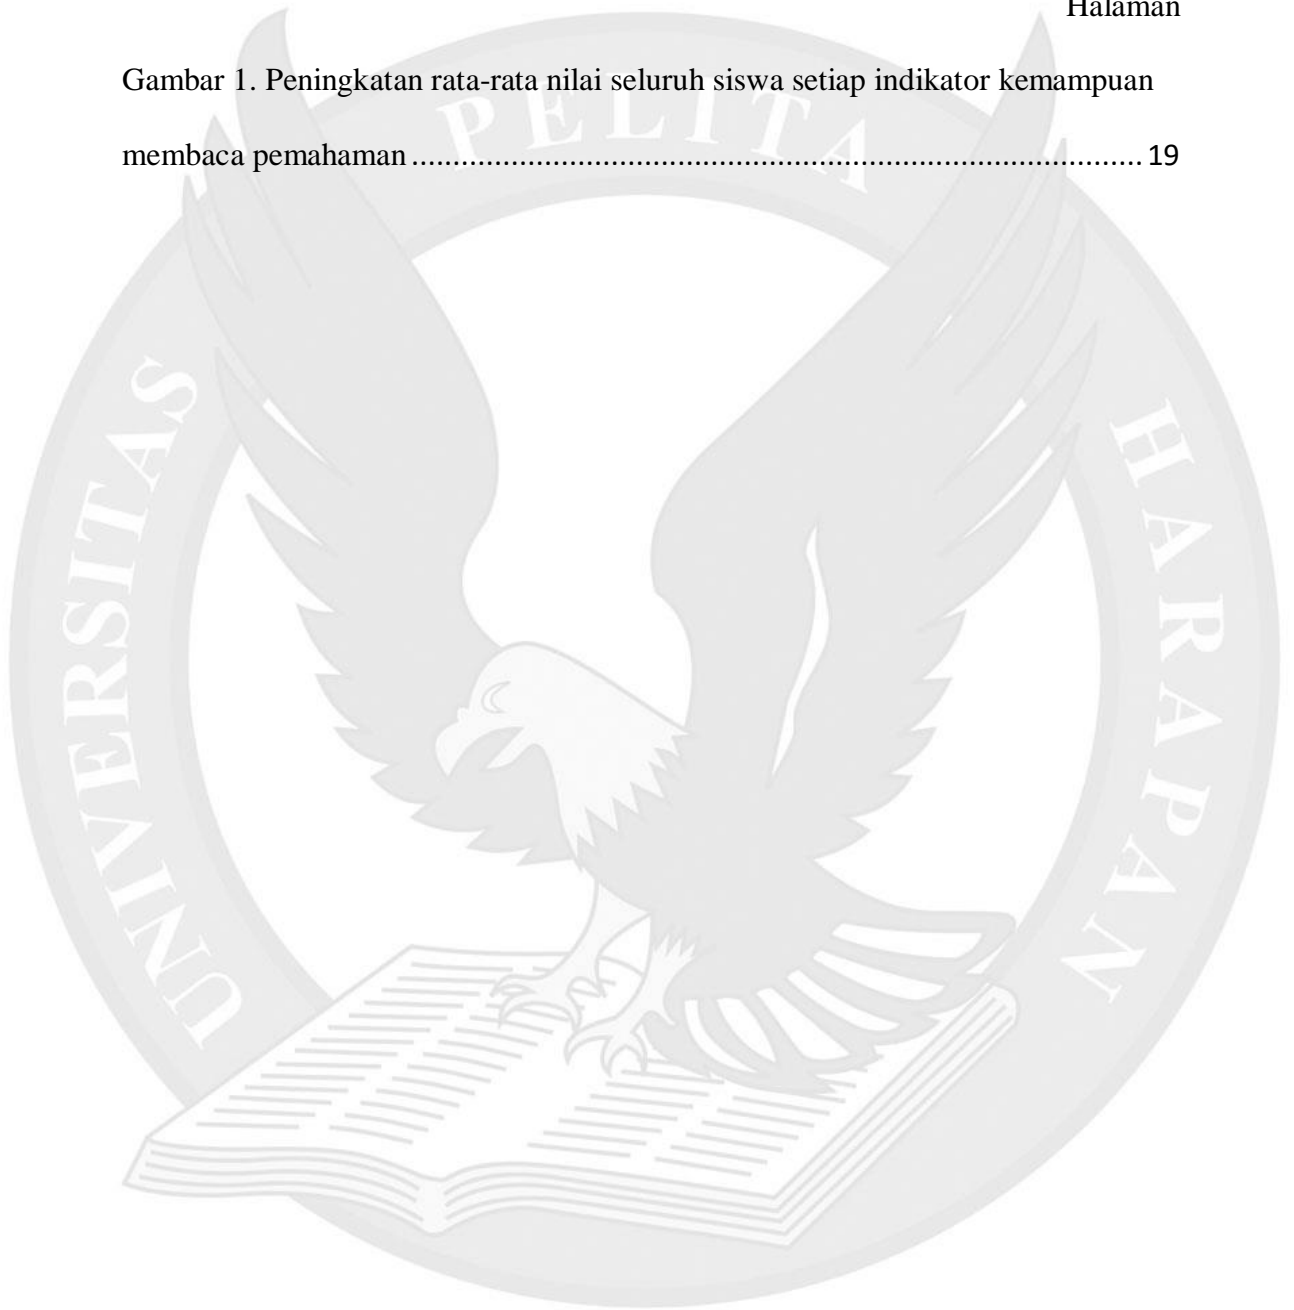 Halaman
Gambar 1. Peningkatan rata-rata nilai seluruh siswa setiap indikator kemampuan
membaca pemahaman ......................................................................................... 19
UNIVERSITAS PELITA HARAPAN